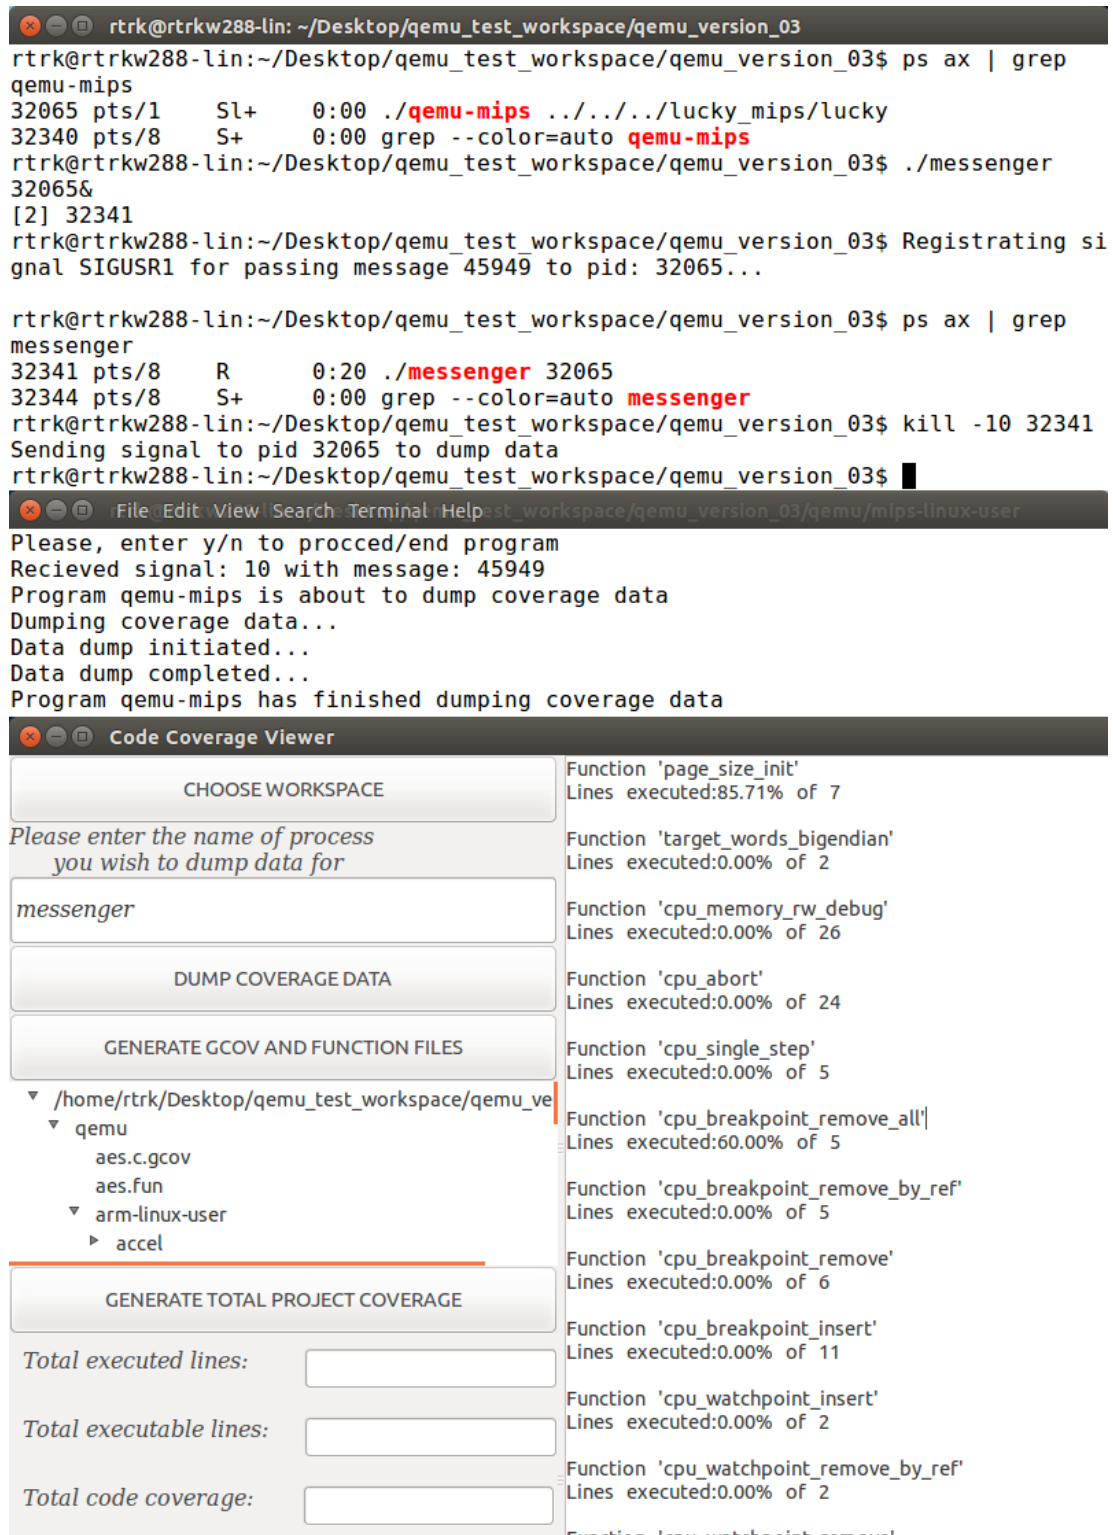 rtrk@rtrkw288-lin: ~/Desktop/qemu_test_workspace/qemu_version_03
rtrk@rtrkw288-lin:~/Desktop/qemu_test_workspace/qemu_version_03$ ps ax | grep
qemu-mips
32065 pts/1    Sl+    0:00 ./qemu-mips ../../../lucky_mips/lucky
32340 pts/8    S+     0:00 grep --color=auto qemu-mips
rtrk@rtrkw288-lin:~/Desktop/qemu_test_workspace/qemu_version_03$ ./messenger
32065&
[2] 32341
rtrk@rtrkw288-lin:~/Desktop/qemu_test_workspace/qemu_version_03$ Registrating si
gnal SIGUSR1 for passing message 45949 to pid: 32065...
rtrk@rtrkw288-lin:~/Desktop/qemu_test_workspace/qemu_version_03$ ps ax | grep
messenger
32341 pts/8    R      0:20 ./messenger 32065
32344 pts/8    S+     0:00 grep --color=auto messenger
rtrk@rtrkw288-lin:~/Desktop/qemu_test_workspace/qemu_version_03$ kill -10 32341
Sending signal to pid 32065 to dump data
rtrk@rtrkw288-lin:~/Desktop/qemu_test_workspace/qemu_version_03$
File Edit View Search Terminal Help est_workspace/qemu_version_03/qemu/mips-linux-user
Please, enter y/n to procced/end program
Recieved signal: 10 with message: 45949
Program qemu-mips is about to dump coverage data
Dumping coverage data...
Data dump initiated...
Data dump completed...
Program qemu-mips has finished dumping coverage data
Code Coverage Viewer
CHOOSE WORKSPACE
Please enter the name of process
you wish to dump data for
messenger
DUMP COVERAGE DATA
GENERATE GCOV AND FUNCTION FILES
/home/rtrk/Desktop/qemu_test_workspace/qemu_ve
qemu
aes.c.gcov
aes.fun
arm-linux-user
accel
GENERATE TOTAL PROJECT COVERAGE
Total executed lines:
Total executable lines:
Total code coverage:
Function 'page_size_init'
Lines executed:85.71% of 7
Function 'target_words_bigendian'
Lines executed:0.00% of 2
Function 'cpu_memory_rw_debug'
Lines executed:0.00% of 26
Function 'cpu_abort'
Lines executed:0.00% of 24
Function 'cpu_single_step'
Lines executed:0.00% of 5
Function 'cpu_breakpoint_remove_all'
Lines executed:60.00% of 5
Function 'cpu_breakpoint_remove_by_ref'
Lines executed:0.00% of 5
Function 'cpu_breakpoint_remove'
Lines executed:0.00% of 6
Function 'cpu_breakpoint_insert'
Lines executed:0.00% of 11
Function 'cpu_watchpoint_insert'
Lines executed:0.00% of 2
Function 'cpu_watchpoint_remove_by_ref'
Lines executed:0.00% of 2